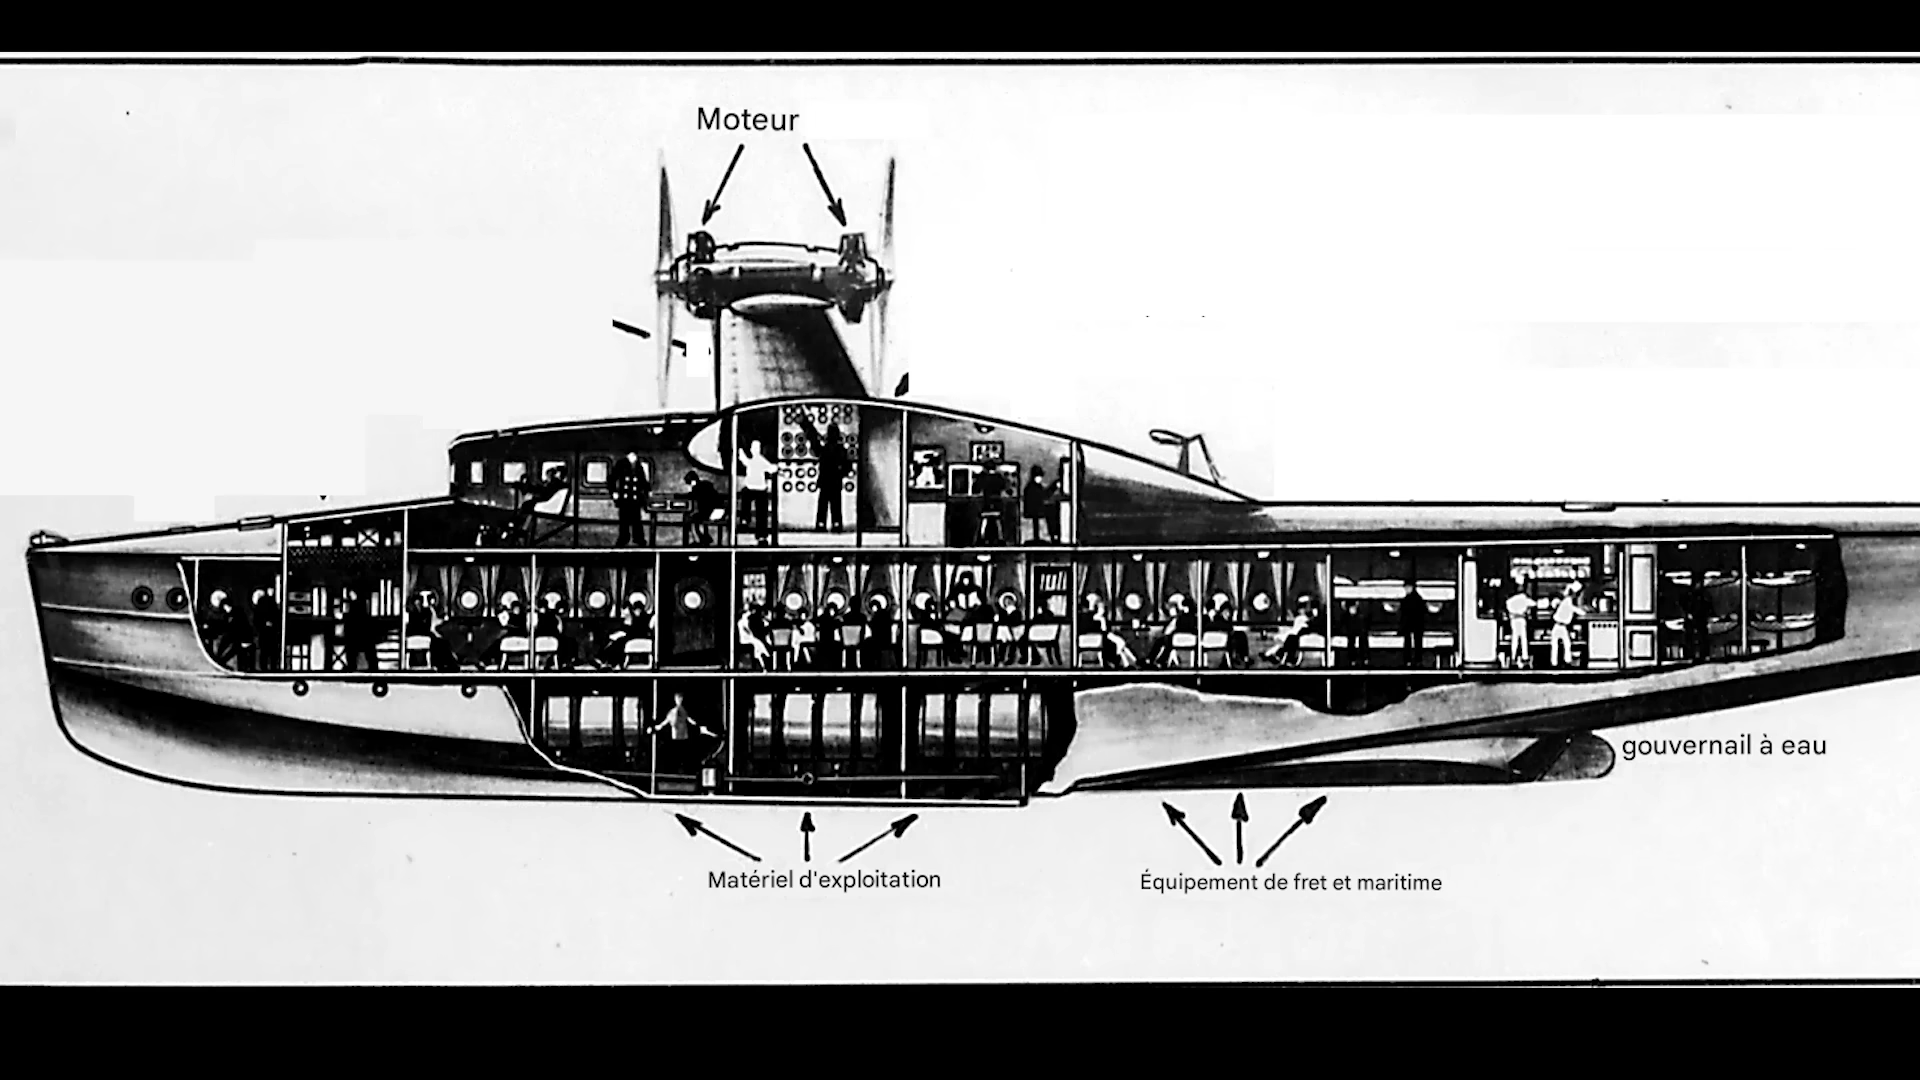 Moteur
gouvernail à eau
Matériel d'exploitation
Équipement de fret et maritime